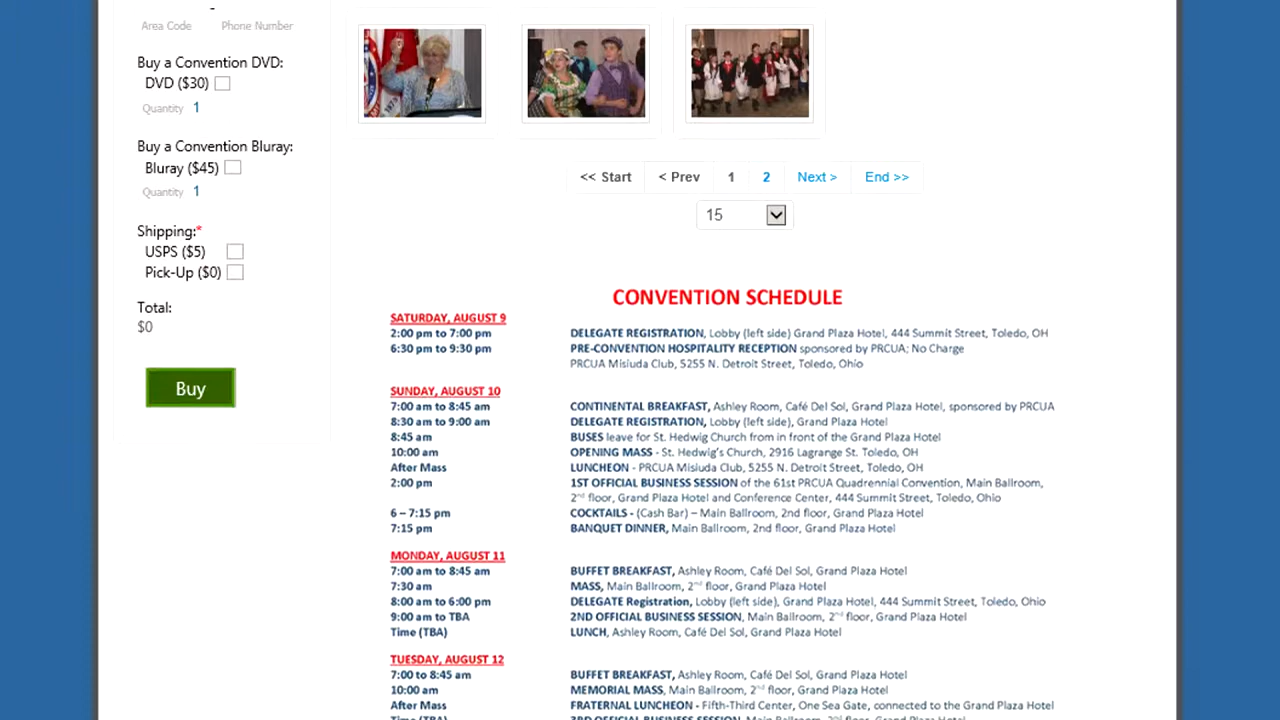 Area Code Phone Number
Buy a Convention DVD:
DVD ($30)
Quantity 1
Buy a Convention Bluray:
Bluray ($45)
Quantity 1
Shipping:*
USPS ($5)
Pick-Up ($0)
Total:
$0
Buy
<< Start < Prev 1 2 Next > End >>
15
CONVENTION SCHEDULE
SATURDAY, AUGUST 9
2:00 pm to 7:00 pm DELEGATE REGISTRATION, Lobby (left side) Grand Plaza Hotel, 444 Summit Street, Toledo, OH
6:30 pm to 9:30 pm PRE-CONVENTION HOSPITALITY RECEPTION sponsored by PRCUA; No Charge
PRCUA Misiuda Club, 5255 N. Detroit Street, Toledo, Ohio
SUNDAY, AUGUST 10
7:00 am to 8:45 am CONTINENTAL BREAKFAST, Ashley Room, Café Del Sol, Grand Plaza Hotel, sponsored by PRCUA
8:30 am to 9:00 am DELEGATE REGISTRATION, Lobby (left side), Grand Plaza Hotel
8:45 am BUSES leave for St. Hedwig Church from in front of the Grand Plaza Hotel
10:00 am OPENING MASS - St. Hedwig's Church, 2916 Lagrange St. Toledo, OH
After Mass LUNCHEON - PRCUA Misiuda Club, 5255 N. Detroit Street, Toledo, OH
2:00 pm 1ST OFFICIAL BUSINESS SESSION of the 61st PRCUA Quadrennial Convention, Main Ballroom,
2nd floor, Grand Plaza Hotel and Conference Center, 444 Summit Street, Toledo, Ohio
6 – 7:15 pm COCKTAILS - (Cash Bar) – Main Ballroom, 2nd floor, Grand Plaza Hotel
7:15 pm BANQUET DINNER, Main Ballroom, 2nd floor, Grand Plaza Hotel
MONDAY, AUGUST 11
7:00 am to 8:45 am BUFFET BREAKFAST, Ashley Room, Café Del Sol, Grand Plaza Hotel
7:30 am MASS, Main Ballroom, 2nd floor, Grand Plaza Hotel
8:00 am to 6:00 pm DELEGATE Registration, Lobby (left side), Grand Plaza Hotel, 444 Summit Street, Toledo, Ohio
9:00 am to TBA 2ND OFFICIAL BUSINESS SESSION, Main Ballroom, 2nd floor, Grand Plaza Hotel
Time (TBA) LUNCH, Ashley Room, Café Del Sol, Grand Plaza Hotel
TUESDAY, AUGUST 12
7:00 to 8:45 am BUFFET BREAKFAST, Ashley Room, Café Del Sol, Grand Plaza Hotel
10:00 am MEMORIAL MASS, Main Ballroom, 2nd floor, Grand Plaza Hotel
After Mass FRATERNAL LUNCHEON - Fifth-Third Center, One Sea Gate, connected to the Grand Plaza Hotel
Time (TBA) 3RD OFFICIAL BUSINESS SESSION, Main Ballroom, 2nd floor, Grand Plaza Hotel